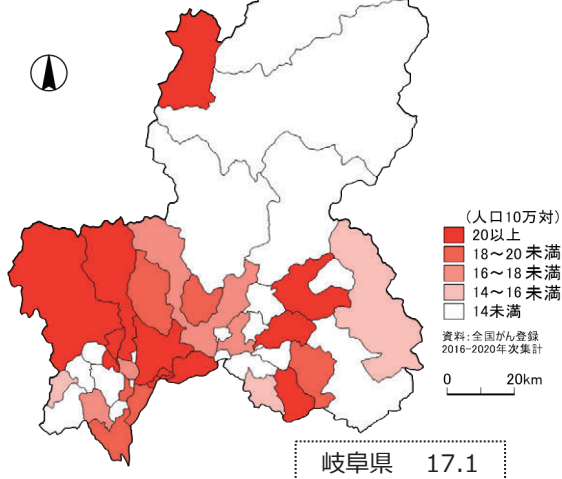 (人口10万対)
20以上
18～20 未満
16～18 未満
14～16 未満
14未満
資料:全国がん登録
2016-2020年次集計
0 20km
岐阜県 17.1